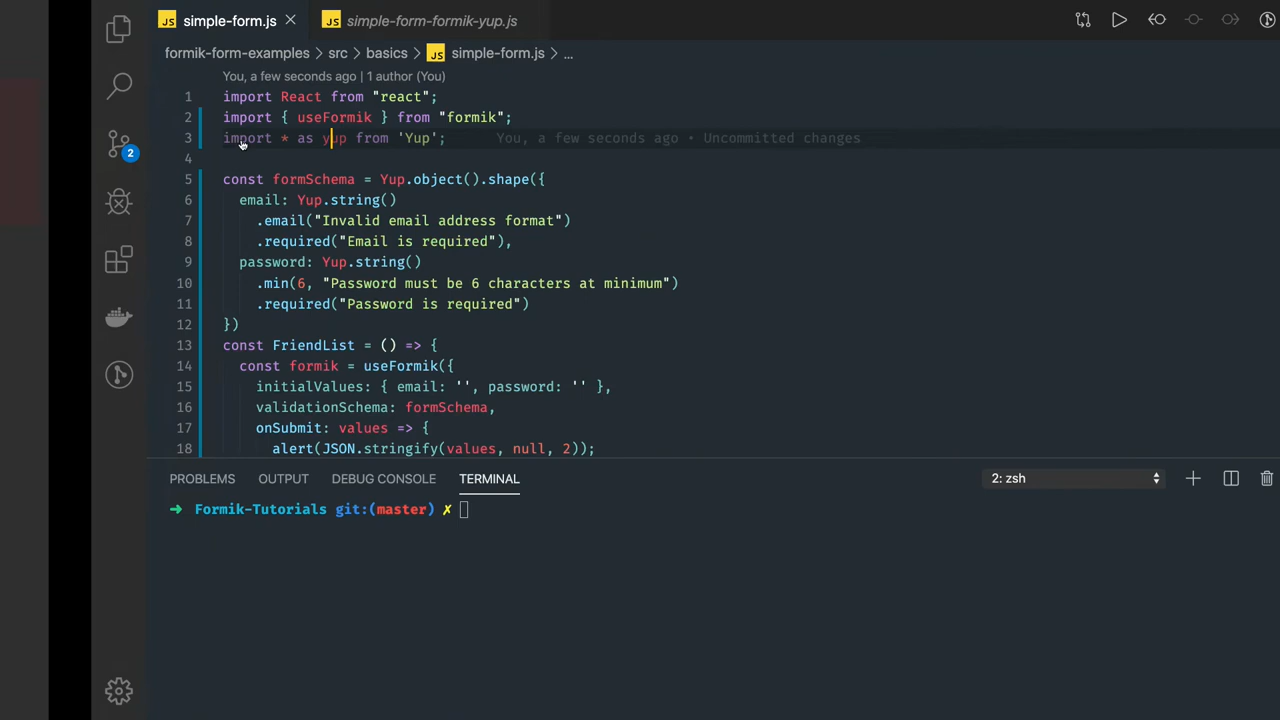 JS simple-form.js
JS simple-form-formik-yup.js
formik-form-examples > src > basics > JS simple-form.js > ...
You, a few seconds ago | 1 author (You)
1 import React from "react";
2 import { useFormik } from "formik";
3 import * as yup from 'Yup'; You, a few seconds ago • Uncommitted changes
4
5 const formSchema = Yup.object().shape({
6 email: Yup.string()
7 .email("Invalid email address format")
8 .required("Email is required"),
9 password: Yup.string()
10 .min(6, "Password must be 6 characters at minimum")
11 .required("Password is required")
12 })
13 const FriendList = () => {
14 const formik = useFormik({
15 initialValues: { email: '', password: '' },
16 validationSchema: formSchema,
17 onSubmit: values => {
18 alert(JSON.stringify(values, null, 2));
2
PROBLEMS OUTPUT DEBUG CONSOLE TERMINAL 2: zsh
➜ Formik-Tutorials git:(master) ✗